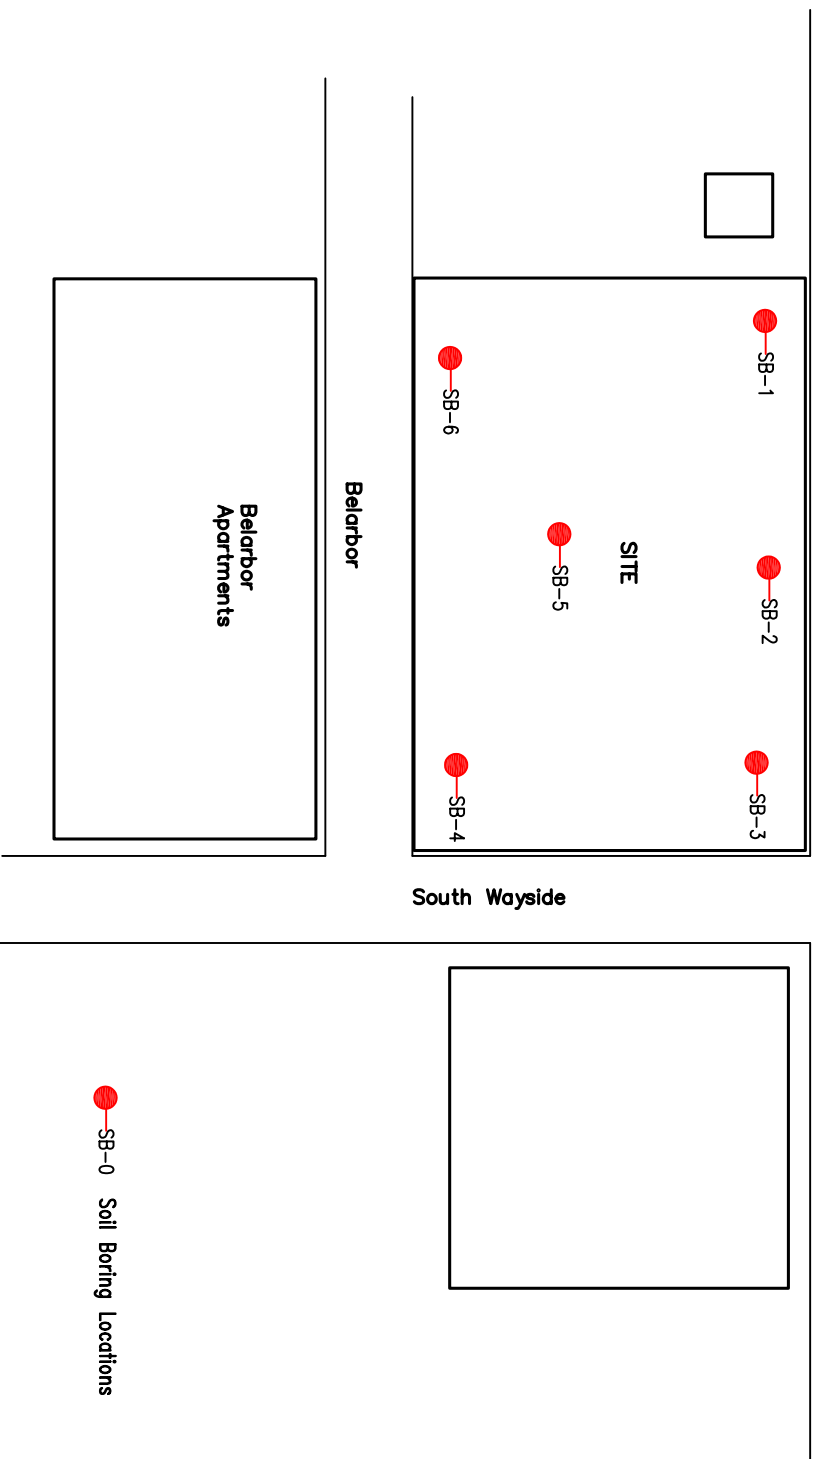 SB-1
SB-2
SB-3
SITE
SB-5
SB-6
SB-4
Belarbor
Belarbor
Apartments
South Wayside
SB-0 Soil Boring Locations